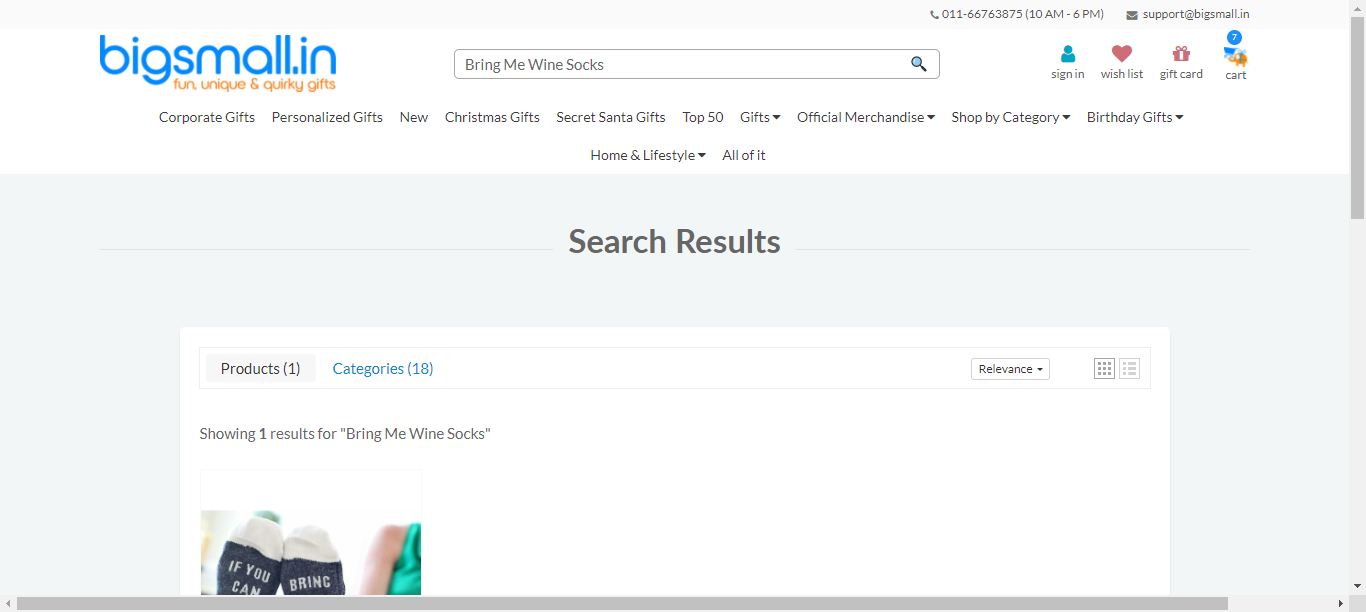 011-66763875 (10 AM - 6 PM) support@bigsmall.in
bigsmall.in
fun, unique & quirky gifts
Bring Me Wine Socks
7
sign in wish list gift card cart
Corporate Gifts Personalized Gifts New Christmas Gifts Secret Santa Gifts Top 50 Gifts Official Merchandise Shop by Category Birthday Gifts
Home & Lifestyle All of it
Search Results
Products (1) Categories (18) Relevance
Showing 1 results for "Bring Me Wine Socks"
IF YOU
CAN
BRING